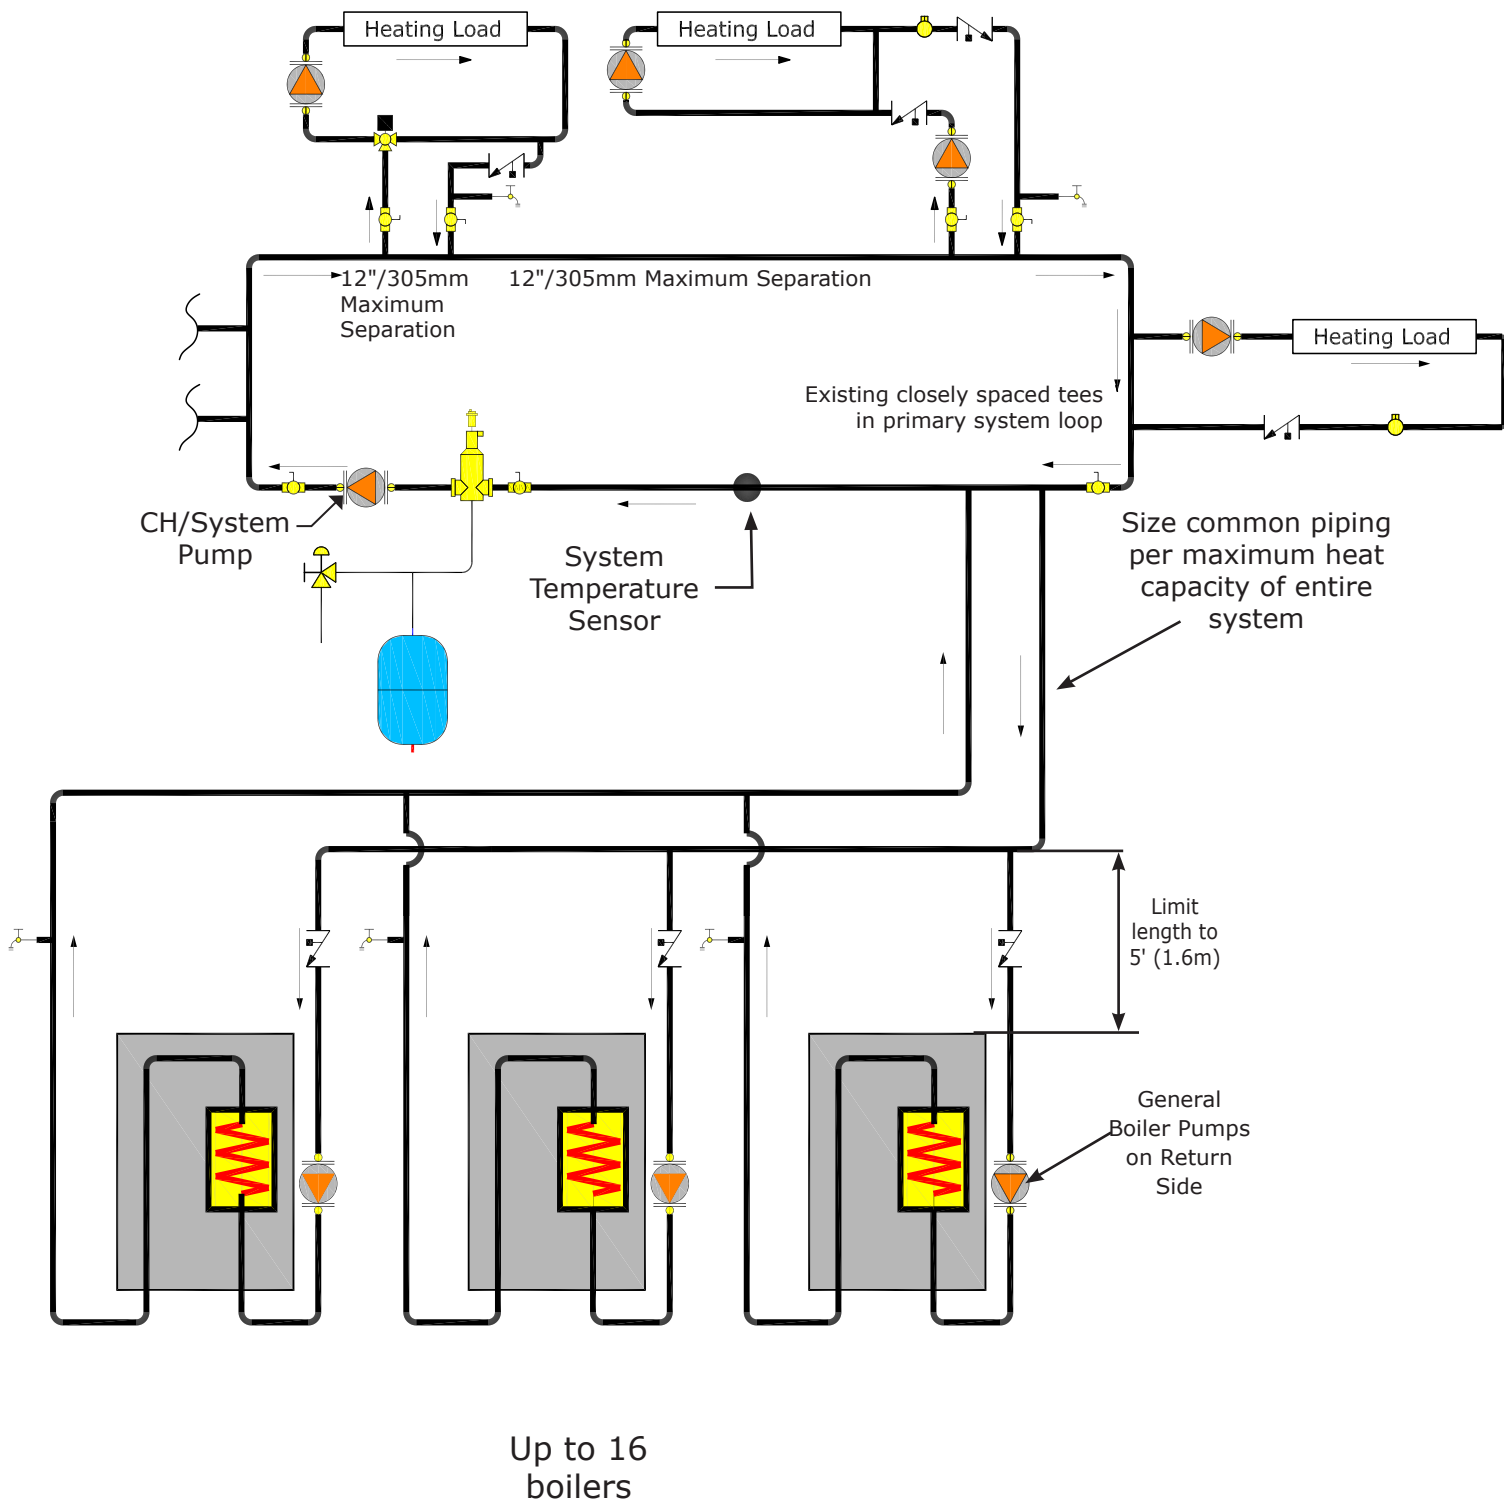 Heating Load
Heating Load
12"/305mm
Maximum
Separation
12"/305mm Maximum Separation
Heating Load
Existing closely spaced tees
in primary system loop
CH/System
Pump
System
Temperature
Sensor
Size common piping
per maximum heat
capacity of entire
system
Limit
length to
5' (1.6m)
General
Boiler Pumps
on Return
Side
Up to 16
boilers